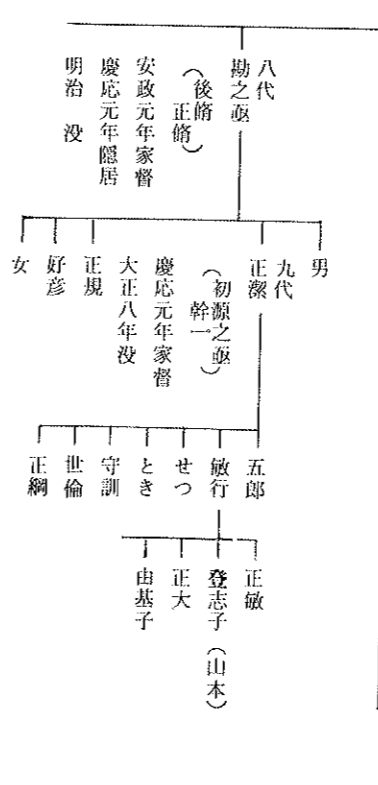 八代
勘之亟
（後脩
正脩）
安政元年家督
慶応元年隠居
明治　没
男
九代
正潔
（初源之亟
幹一）
慶応元年家督
大正八年没
正規
好彦
女
五郎
敏行
せつ
とき
守訓
世倫
正綱
正敏
登志子（山本）
正大
由基子